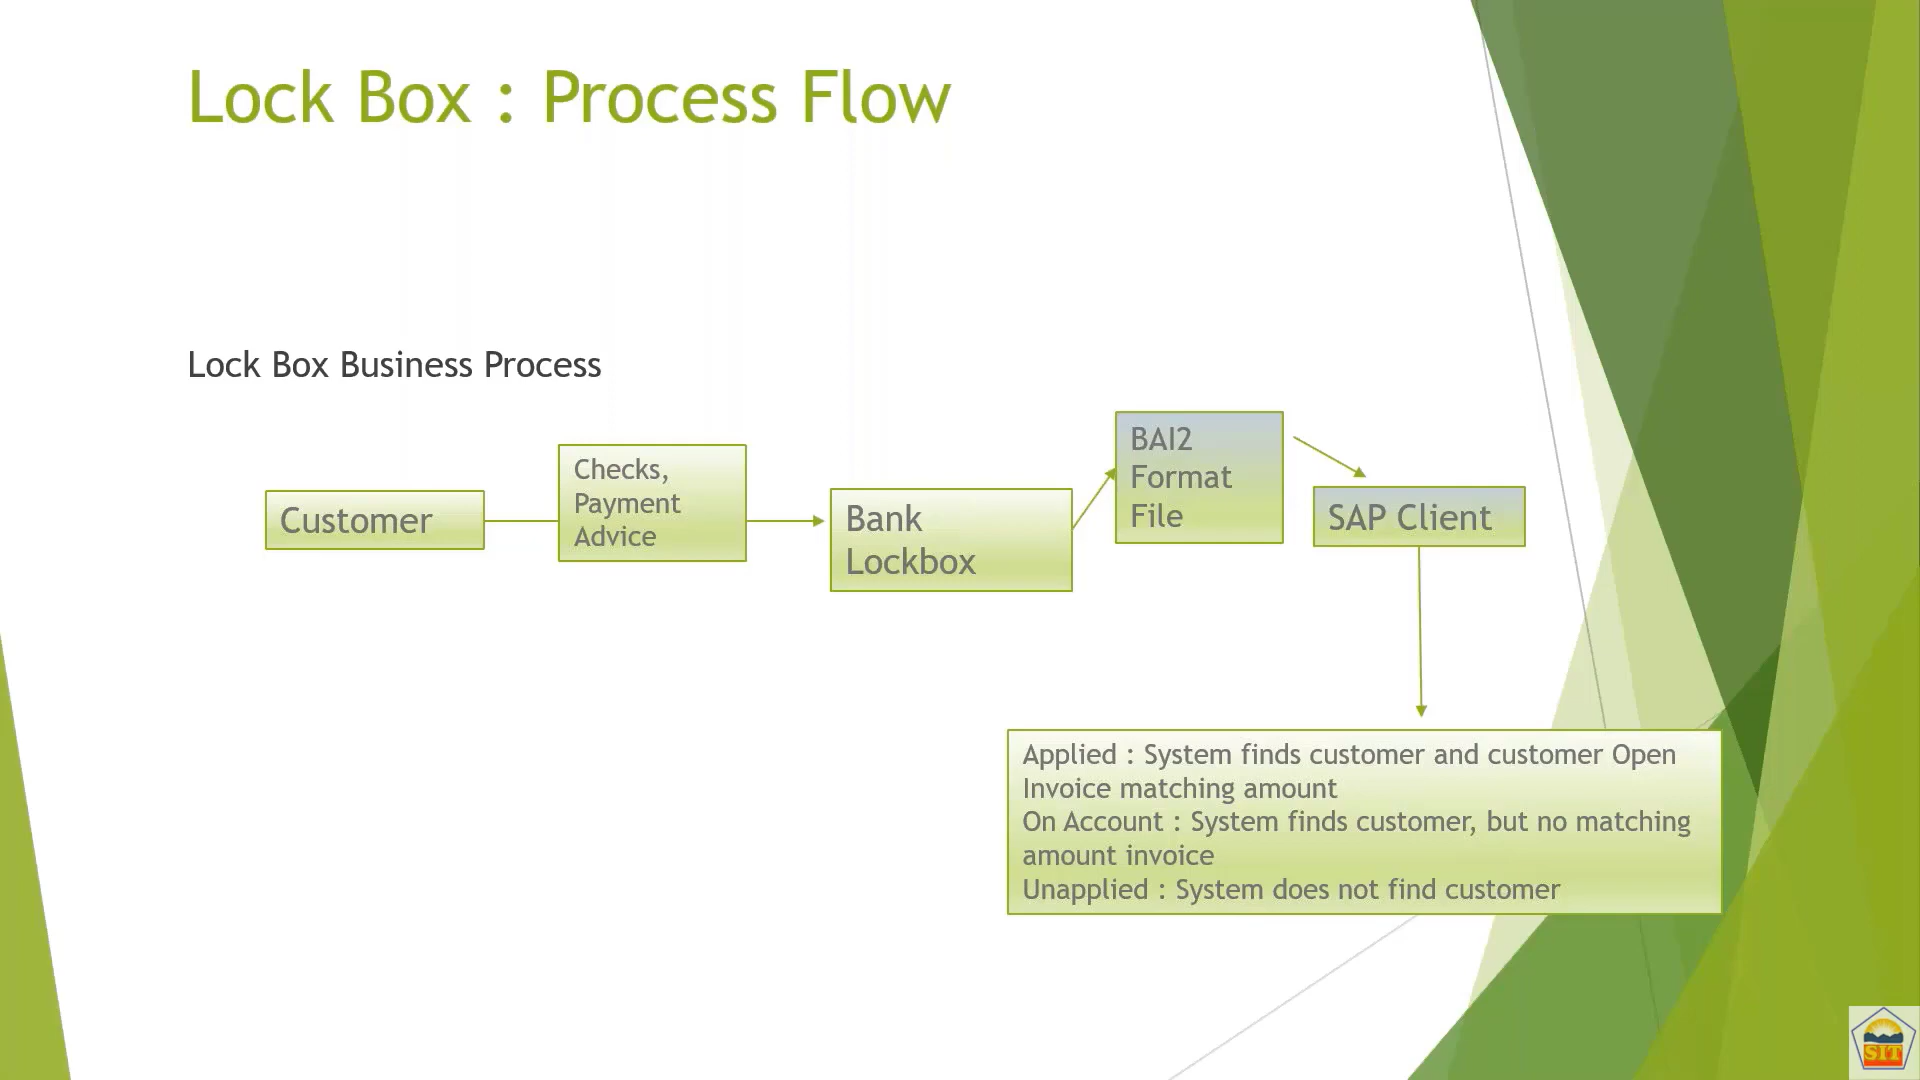 Lock Box : Process Flow
Lock Box Business Process
Customer
Checks,
Payment
Advice
Bank
Lockbox
BAI2
Format
File
SAP Client
Applied : System finds customer and customer Open
Invoice matching amount
On Account : System finds customer, but no matching
amount invoice
Unapplied : System does not find customer
SIT